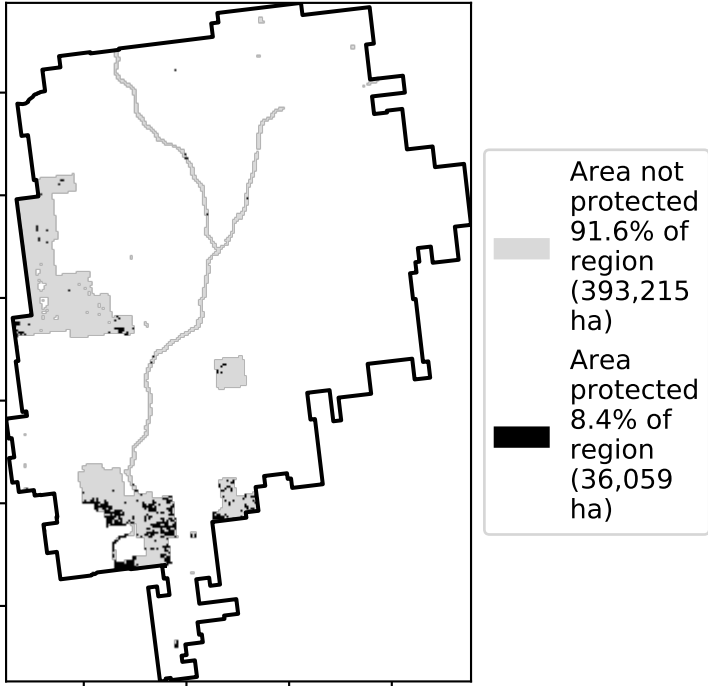 Area not
protected
91.6% of
region
(393,215
ha)
Area
protected
8.4% of
region
(36,059
ha)